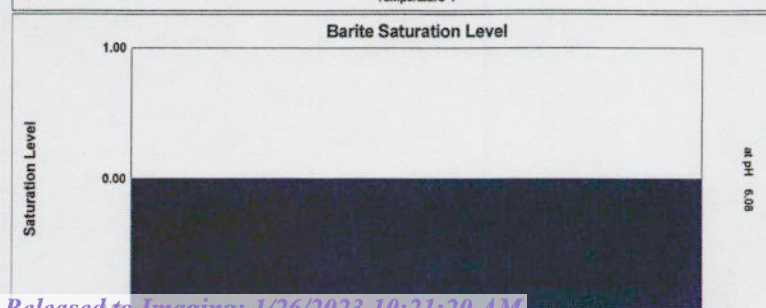 Temperature °F
Barite Saturation Level
1.00
Saturation Level
0.00
at pH 6.08
Released to Imaging: 1/26/2023 10:21:20 AM